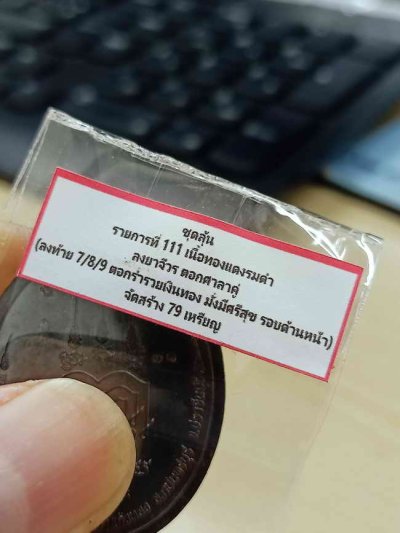 ชุดลุ้น
รายการที่ 111 เนื้อทองแดงรมดำ
ลงยาจีวร ตอกศาลาคู่
(ลงท้าย 7/8/9 ตอกร่ำรวยเงินทอง มั่งมีศรีสุข รอบด้านหน้า)
จัดสร้าง 79 เหรียญ